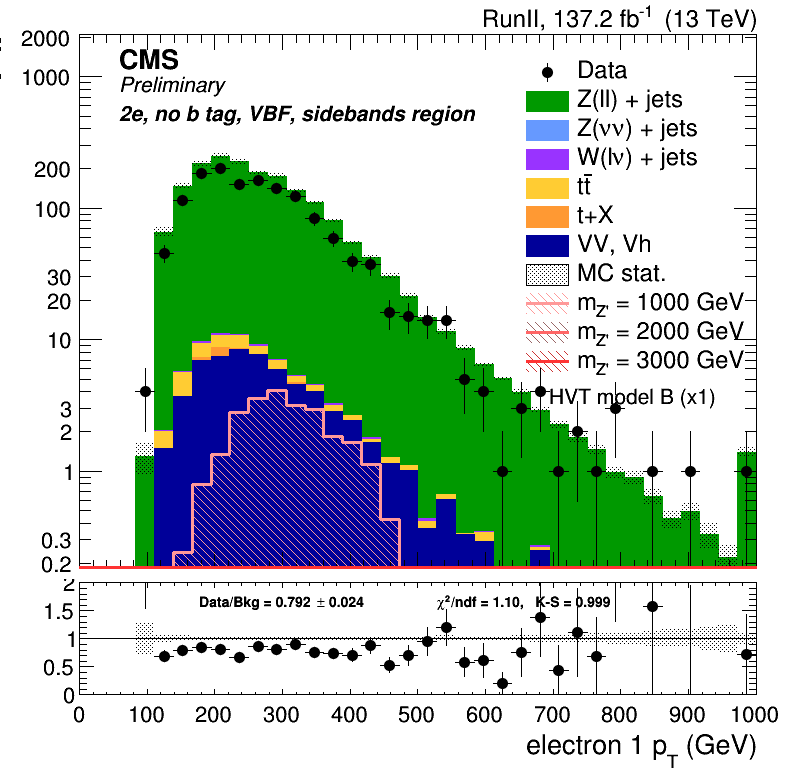 RunII, 137.2 fb⁻¹ (13 TeV)
2000
1000
200
100
30
20
10
3
2
1
0.3
0.2
CMS
Preliminary
2e, no b tag, VBF, sidebands region
Data
Z(ll) + jets
Z(νν) + jets
W(lν) + jets
tt̄
t+X
VV, Vh
MC stat.
m_Z' = 1000 GeV
m_Z' = 2000 GeV
m_Z' = 3000 GeV
HVT model B (x1)
2
1.5
1
0.5
0
Data/Bkg = 0.792 ± 0.024
χ²/ndf = 1.10, K-S = 0.999
0 100 200 300 400 500 600 700 800 900 1000
electron 1 p_T (GeV)